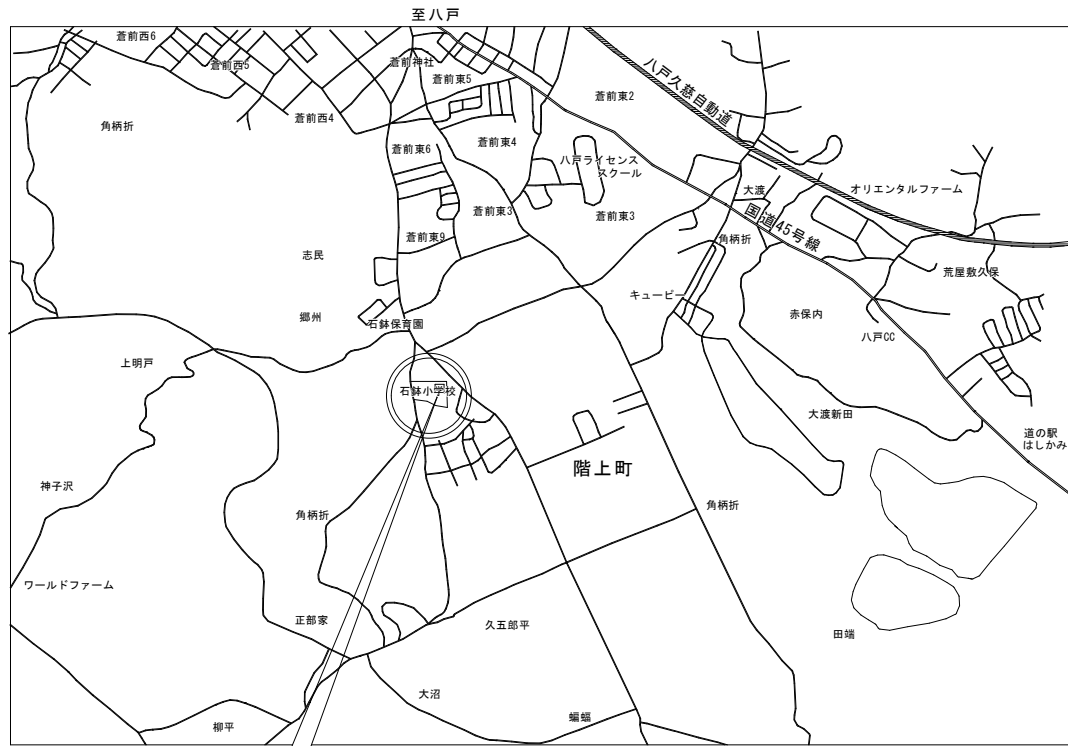 至八戸
蒼前西6
蒼前西5
蒼前西4
蒼前神社
蒼前東5
蒼前東2
八戸久慈自動道
角柄折
蒼前東6
蒼前東4
八戸ライセンス
スクール
大渡
オリエンタルファーム
蒼前東3
蒼前東3
国道45号線
蒼前東9
角柄折
志民
荒屋敷久保
キューピー
郷州
石鉢保育園
赤保内
八戸CC
上明戸
石鉢小学校
大渡新田
道の駅
はしかみ
階上町
神子沢
角柄折
角柄折
ワールドファーム
正部家
久五郎平
田端
大沼
蝙蝠
柳平